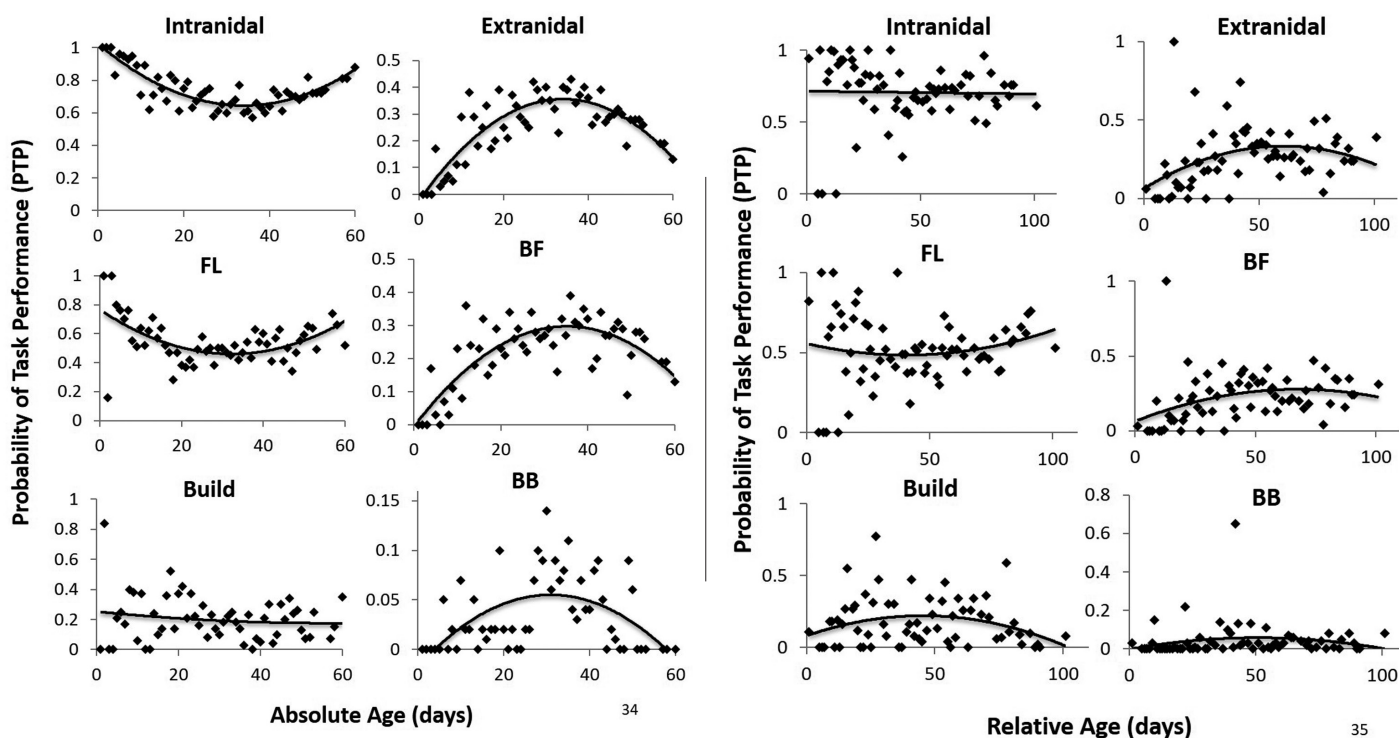 Probability of Task Performance (PTP)
Intranidal
1
0.8
0.6
0.4
0.2
0
0 20 40 60
Extranidal
0.5
0.4
0.3
0.2
0.1
0
0 20 40 60
FL
1
0.8
0.6
0.4
0.2
0
0 20 40 60
BF
0.5
0.4
0.3
0.2
0.1
0
0 20 40 60
Build
1
0.8
0.6
0.4
0.2
0
0 20 40 60
BB
0.15
0.1
0.05
0
0 20 40 60
Absolute Age (days)
34
Probability of Task Performance (PTP)
Intranidal
1
0.5
0
0 50 100
Extranidal
1
0.5
0
0 50 100
FL
1
0.5
0
0 50 100
BF
1
0.5
0
0 50 100
Build
1
0.5
0
0 50 100
BB
0.8
0.6
0.4
0.2
0
0 50 100
Relative Age (days)
35